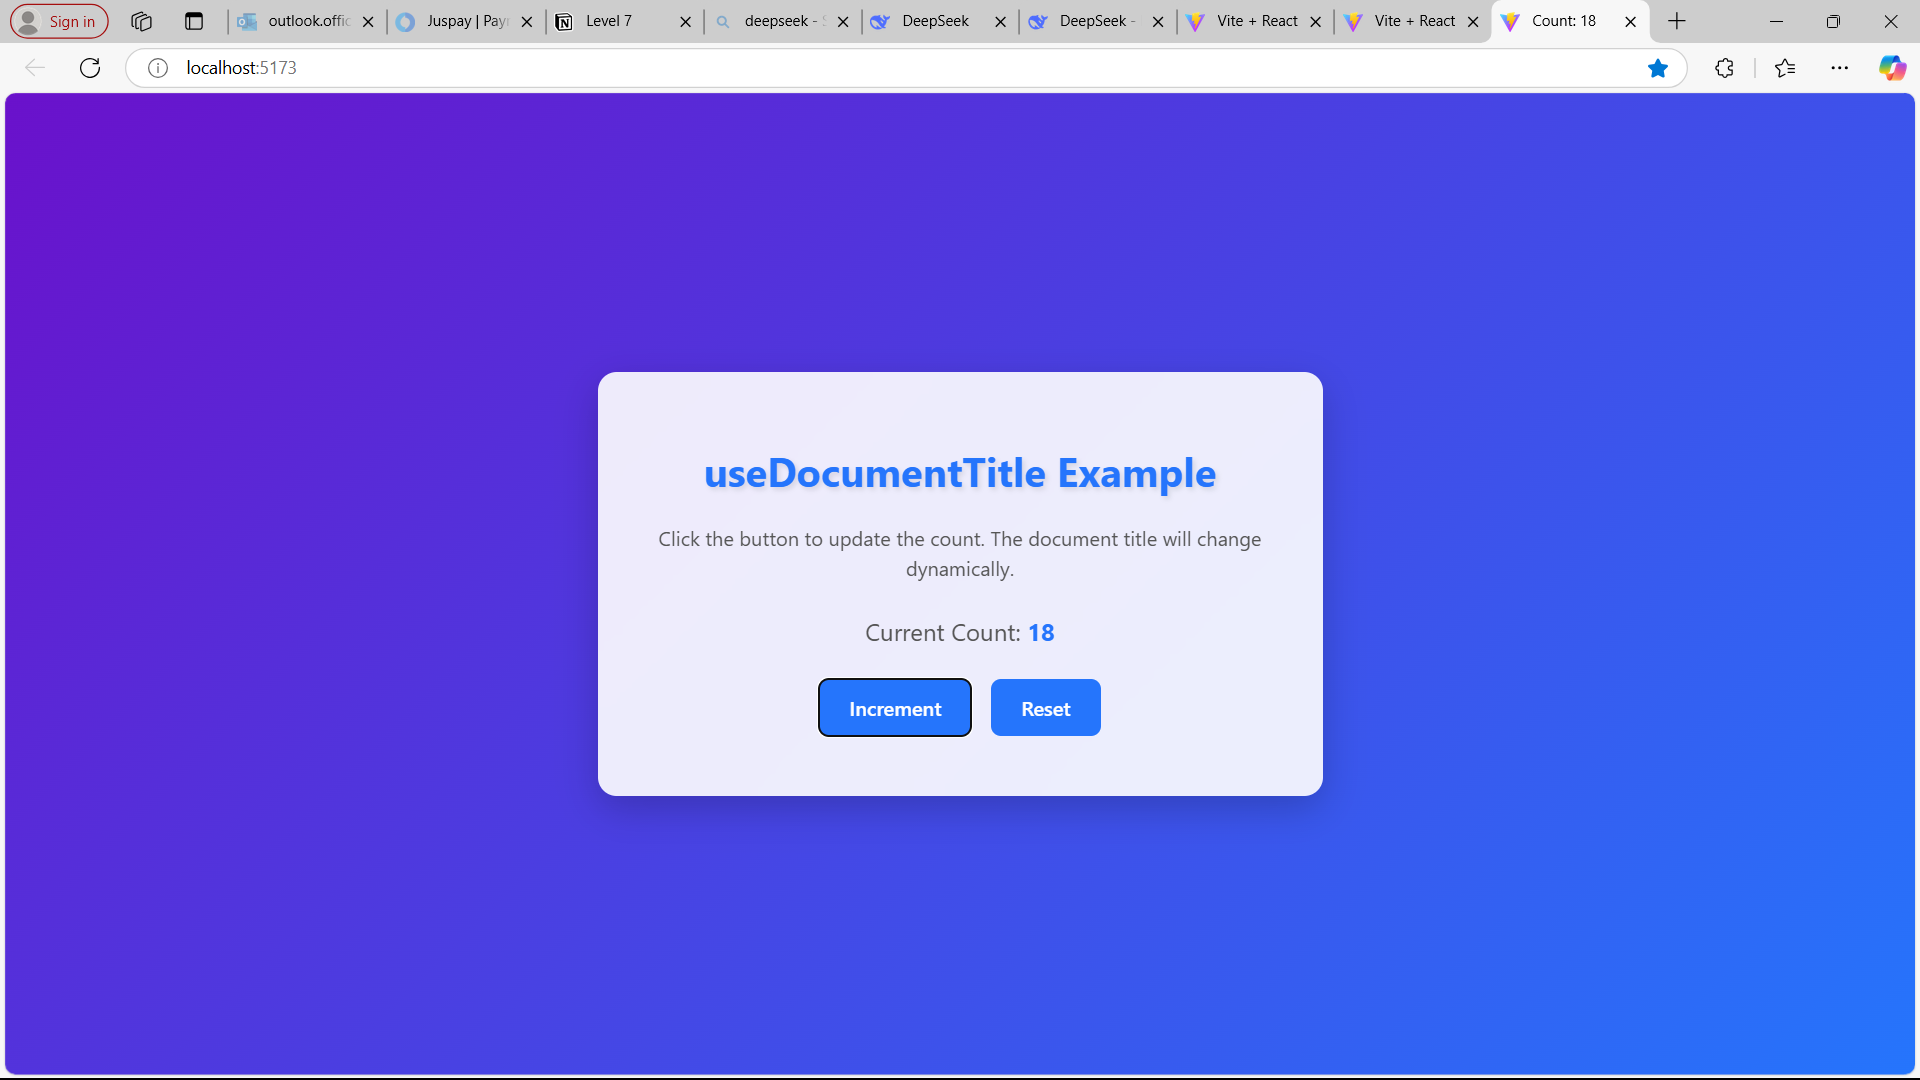 Sign in
outlook.offic
Juspay | Payr
Level 7
deepseek - S
DeepSeek
DeepSeek -
Vite + React
Vite + React
Count: 18
localhost:5173
useDocumentTitle Example
Click the button to update the count. The document title will change
dynamically.
Current Count: 18
Increment
Reset